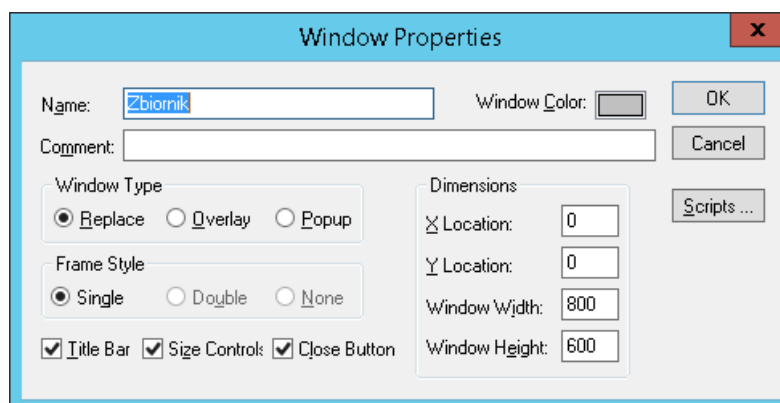 Window Properties
x
Name: Zbiornik Window Color: OK
Comment: Cancel
Window Type Dimensions
Replace Overlay Popup X Location: 0 Scripts ...
Frame Style Y Location: 0
Single Double None Window Width: 800
Title Bar Size Controls Close Button Window Height: 600